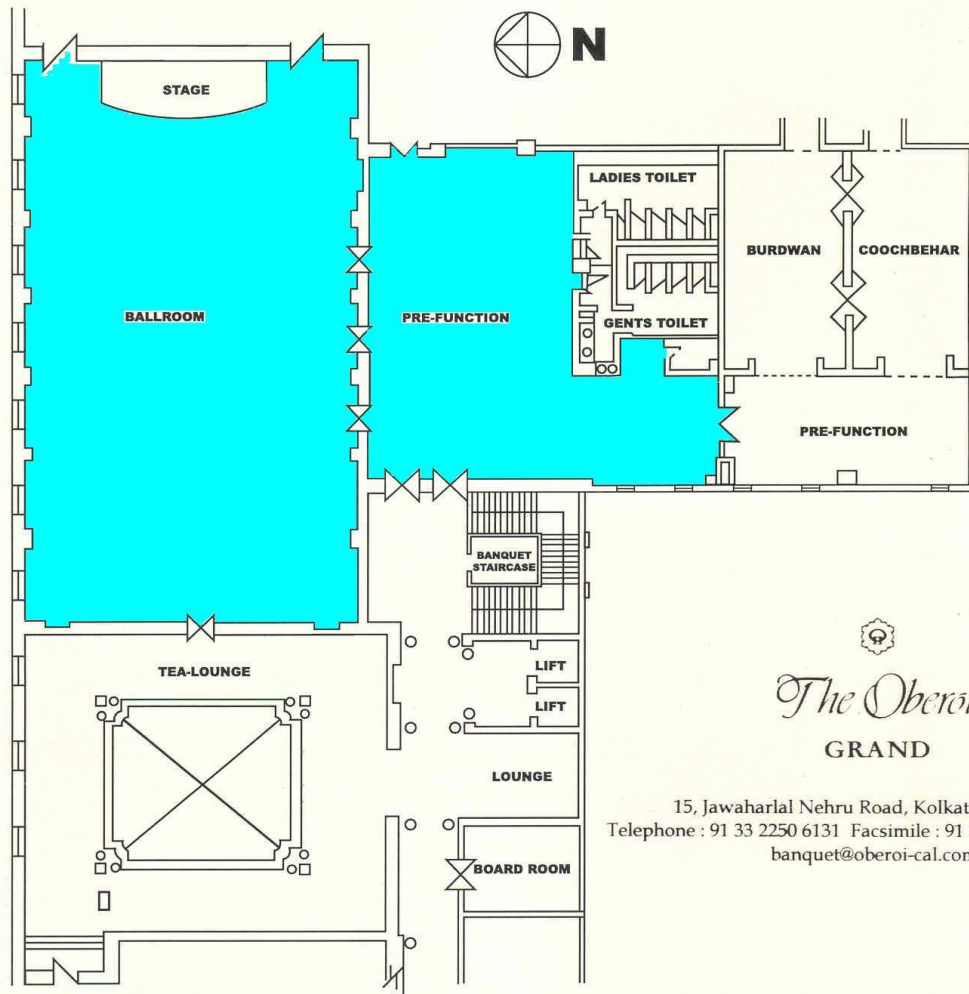 N
STAGE
LADIES TOILET
BURDWAN
COOCHBEHAR
BALLROOM
PRE-FUNCTION
GENTS TOILET
PRE-FUNCTION
BANQUET
STAIRCASE
TEA-LOUNGE
LIFT
LIFT
The Oberoi
GRAND
LOUNGE
15, Jawaharlal Nehru Road, Kolkat
Telephone : 91 33 2250 6131 Facsimile : 91
banquet@oberoi-cal.com
BOARD ROOM